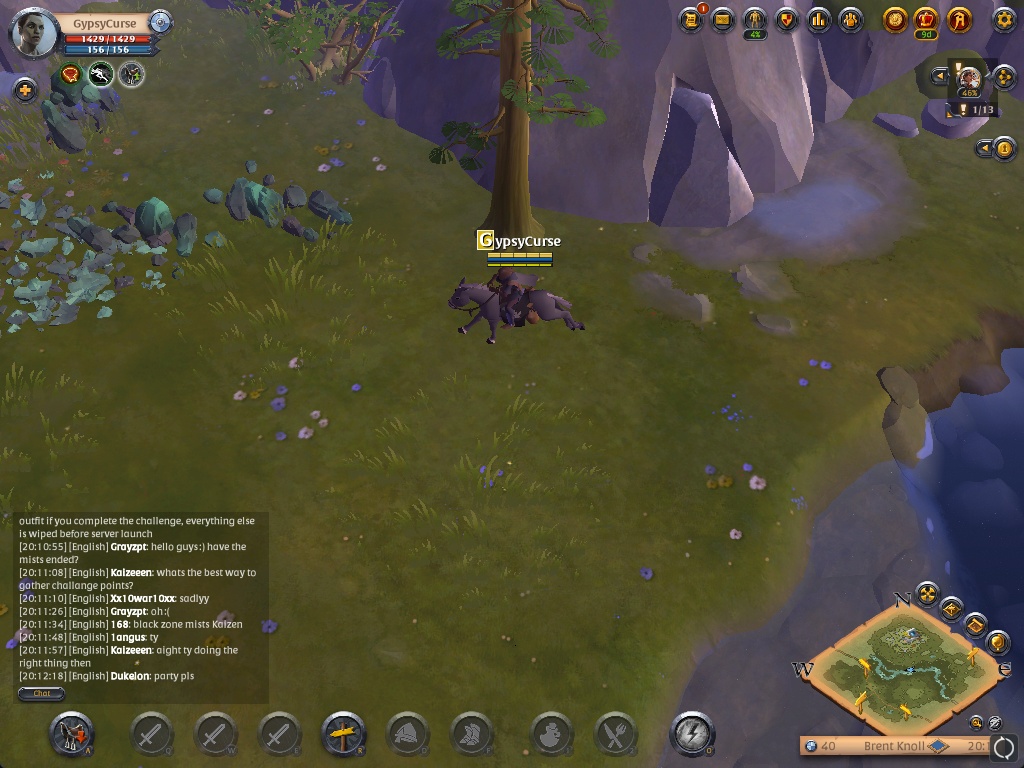 GypsyCurse
1429 / 1429
156 / 156
1
4%
9d
46%
1/13
GypsyCurse
outfit if you complete the challenge, everything else
is wiped before server launch
[20:10:55] [English] Grayzpt: hello guys :) have the
mists ended?
[20:11:08] [English] Kaizeeen: whats the best way to
gather challange points?
[20:11:10] [English] Xx10war10xx: sadlyy
[20:11:26] [English] Grayzpt: oh :(
[20:11:34] [English] 168: black zone mists Kaizen
[20:11:48] [English] 1angus: ty
[20:11:57] [English] Kaizeeen: aight ty doing the
right thing then
[20:12:18] [English] Dukelon: party pls
Chat
N
W
E
A
Q
W
E
R
D
F
O
40
Brent Knoll
20:1